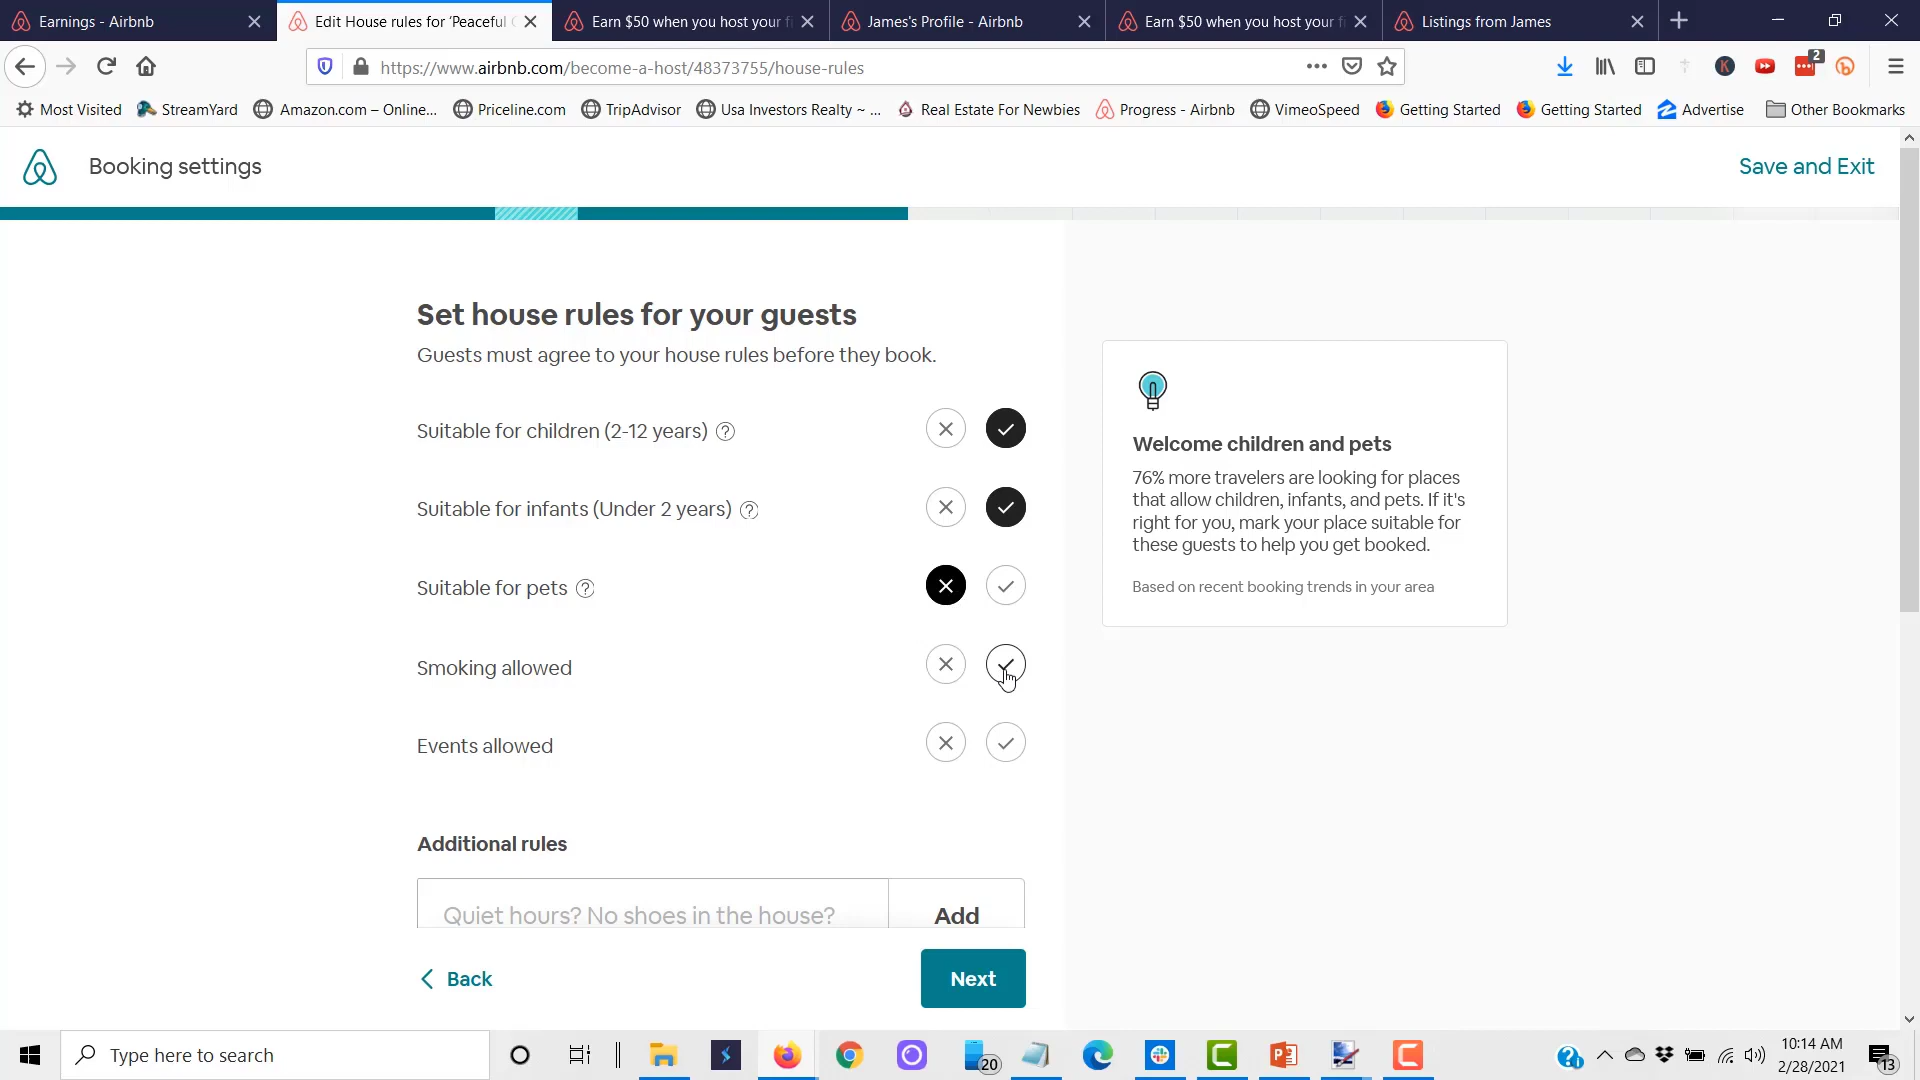 Earnings - Airbnb
Edit House rules for 'Peaceful
Earn $50 when you host your fi
James's Profile - Airbnb
Earn $50 when you host your fi
Listings from James
https://www.airbnb.com/become-a-host/48373755/house-rules
2
Most Visited
StreamYard
Amazon.com – Online...
Priceline.com
TripAdvisor
Usa Investors Realty ~ ...
Real Estate For Newbies
Progress - Airbnb
VimeoSpeed
Getting Started
Getting Started
Advertise
Other Bookmarks
Booking settings
Save and Exit
Set house rules for your guests
Guests must agree to your house rules before they book.
Suitable for children (2-12 years)
Suitable for infants (Under 2 years)
Suitable for pets
Smoking allowed
Events allowed
Additional rules
Quiet hours? No shoes in the house?
Add
Back
Next
Welcome children and pets
76% more travelers are looking for places
that allow children, infants, and pets. If it's
right for you, mark your place suitable for
these guests to help you get booked.
Based on recent booking trends in your area
Type here to search
20
10:14 AM
2/28/2021
13